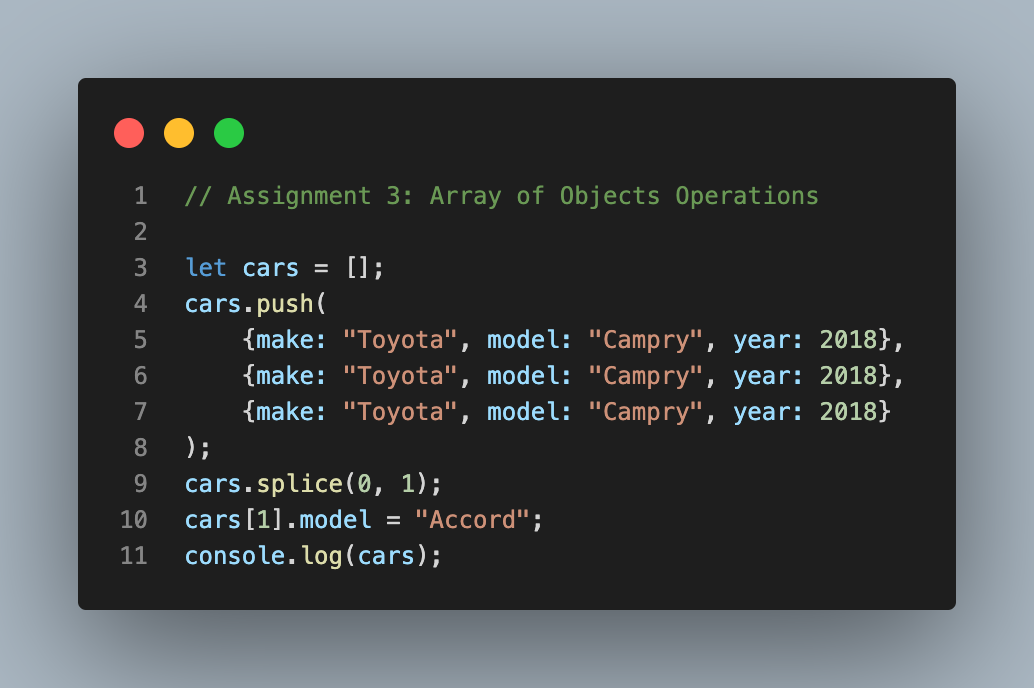 1 // Assignment 3: Array of Objects Operations
2
3 let cars = [];
4 cars.push(
5     {make: "Toyota", model: "Campry", year: 2018},
6     {make: "Toyota", model: "Campry", year: 2018},
7     {make: "Toyota", model: "Campry", year: 2018}
8 );
9 cars.splice(0, 1);
10 cars[1].model = "Accord";
11 console.log(cars);